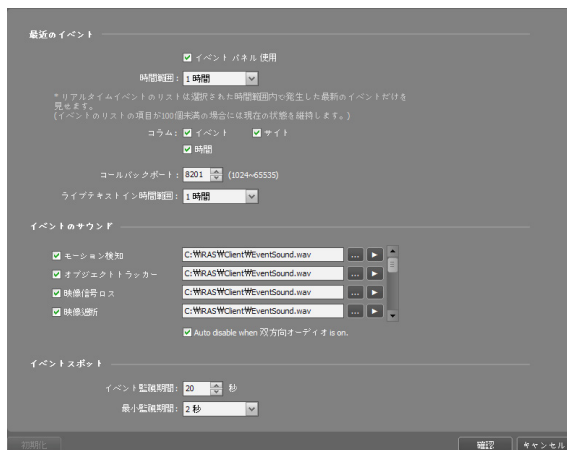 最近のイベント
イベント パネル 使用
時間範囲 : 1 時間
* リアルタイムイベントのリストは選択された時間範囲内で発生した最新のイベントだけを
見せます。
(イベントのリストの項目が100個未満の場合には現在の状態を維持します。)
コラム : イベント サイト
時間
コールバックポート : 8201 (1024~65535)
ライブテキストイン時間範囲 : 1 時間
イベントのサウンド
モーション検知 C:₩RAS₩Client₩EventSound.wav ...
オブジェクトトラッカー C:₩RAS₩Client₩EventSound.wav ...
映像信号ロス C:₩RAS₩Client₩EventSound.wav ...
映像遮断 C:₩RAS₩Client₩EventSound.wav ...
Auto disable when 双方向オーディオ is on.
イベントスポット
イベント監視期間 : 20 秒
最小監視期間 : 2 秒
初期化 確認 キャンセル